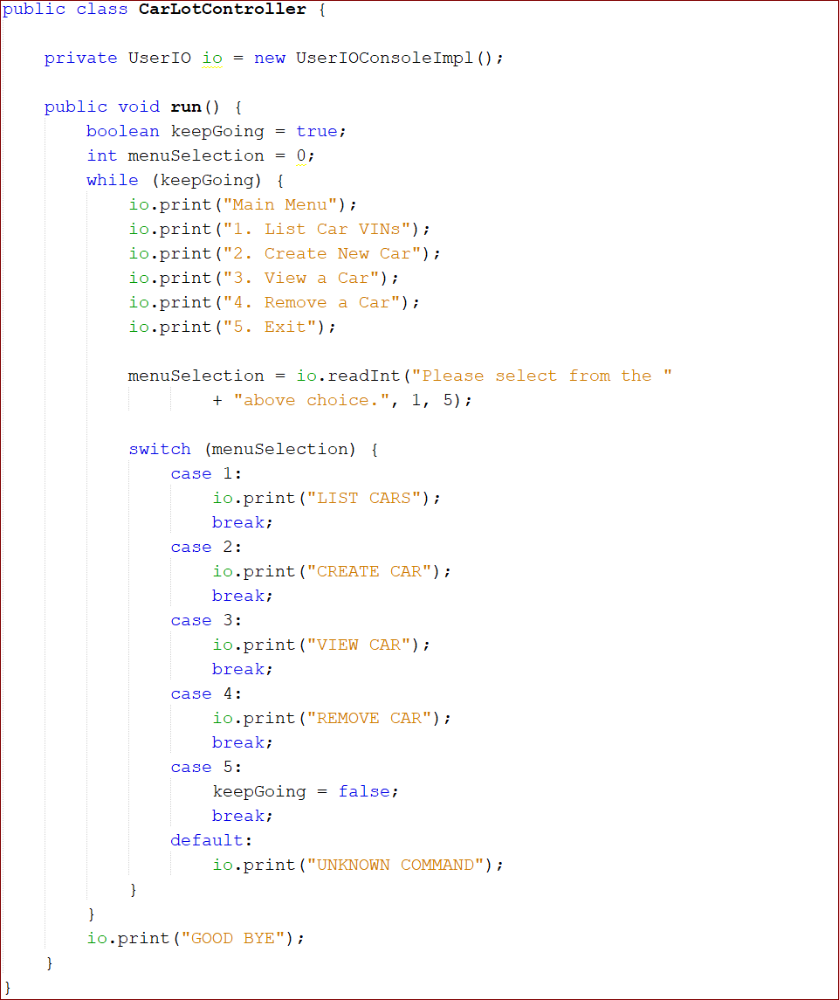 public class CarLotController {
    private UserIO io = new UserIOConsoleImpl();
    public void run() {
        boolean keepGoing = true;
        int menuSelection = 0;
        while (keepGoing) {
            io.print("Main Menu");
            io.print("1. List Car VINs");
            io.print("2. Create New Car");
            io.print("3. View a Car");
            io.print("4. Remove a Car");
            io.print("5. Exit");
            menuSelection = io.readInt("Please select from the "
                    + "above choice.", 1, 5);
            switch (menuSelection) {
                case 1:
                    io.print("LIST CARS");
                    break;
                case 2:
                    io.print("CREATE CAR");
                    break;
                case 3:
                    io.print("VIEW CAR");
                    break;
                case 4:
                    io.print("REMOVE CAR");
                    break;
                case 5:
                    keepGoing = false;
                    break;
                default:
                    io.print("UNKNOWN COMMAND");
            }
        }
        io.print("GOOD BYE");
    }
}